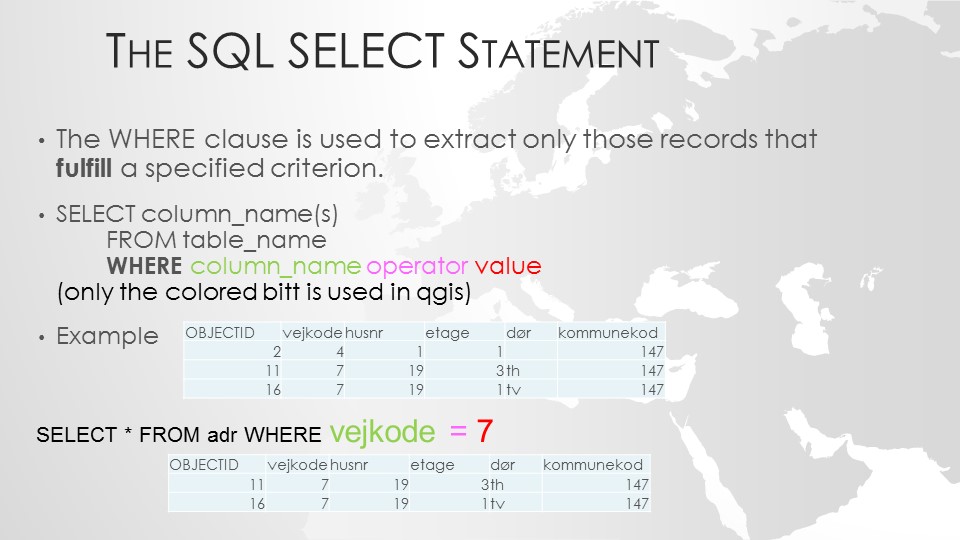 The SQL SELECT Statement
• The WHERE clause is used to extract only those records that
fulfill a specified criterion.
• SELECT column_name(s)
FROM table_name
WHERE column_name operator value
(only the colored bitt is used in qgis)
• Example
OBJECTID vejkode husnr etage dør kommunekod
2 4 1 1 147
11 7 19 3 th 147
16 7 19 1 tv 147
SELECT * FROM adr WHERE vejkode = 7
OBJECTID vejkode husnr etage dør kommunekod
11 7 19 3 th 147
16 7 19 1 tv 147